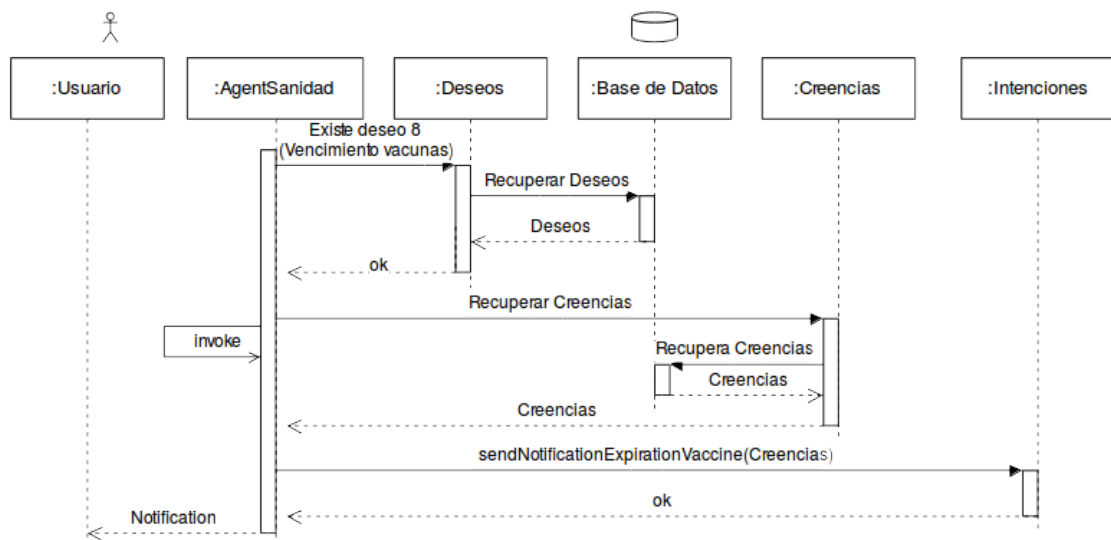 :Usuario
:AgentSanidad
:Deseos
:Base de Datos
:Creencias
:Intenciones
Existe deseo 8
(Vencimiento vacunas)
Recuperar Deseos
Deseos
ok
Recuperar Creencias
invoke
Recupera Creencias
Creencias
Creencias
sendNotificationExpirationVaccine(Creencias)
ok
Notification